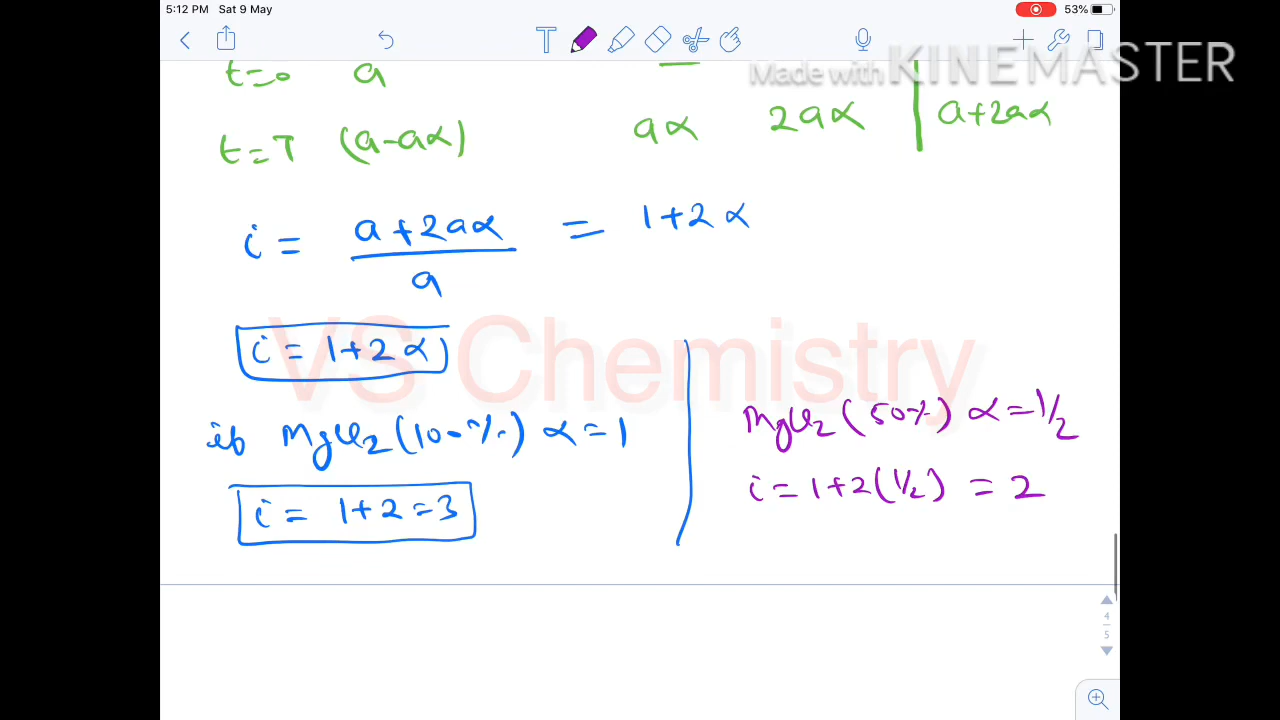 5:12 PM Sat 9 May
53%
Made with KINEMASTER
t=0 a
t=T (a-aα) aα 2aα a+2aα
i = a+2aα / a = 1+2α
i = 1+2α
VS Chemistry
if MgCl2 (100%) α=1
i = 1+2=3
MgCl2 (50%) α=1/2
i = 1+2(1/2) = 2
4
5